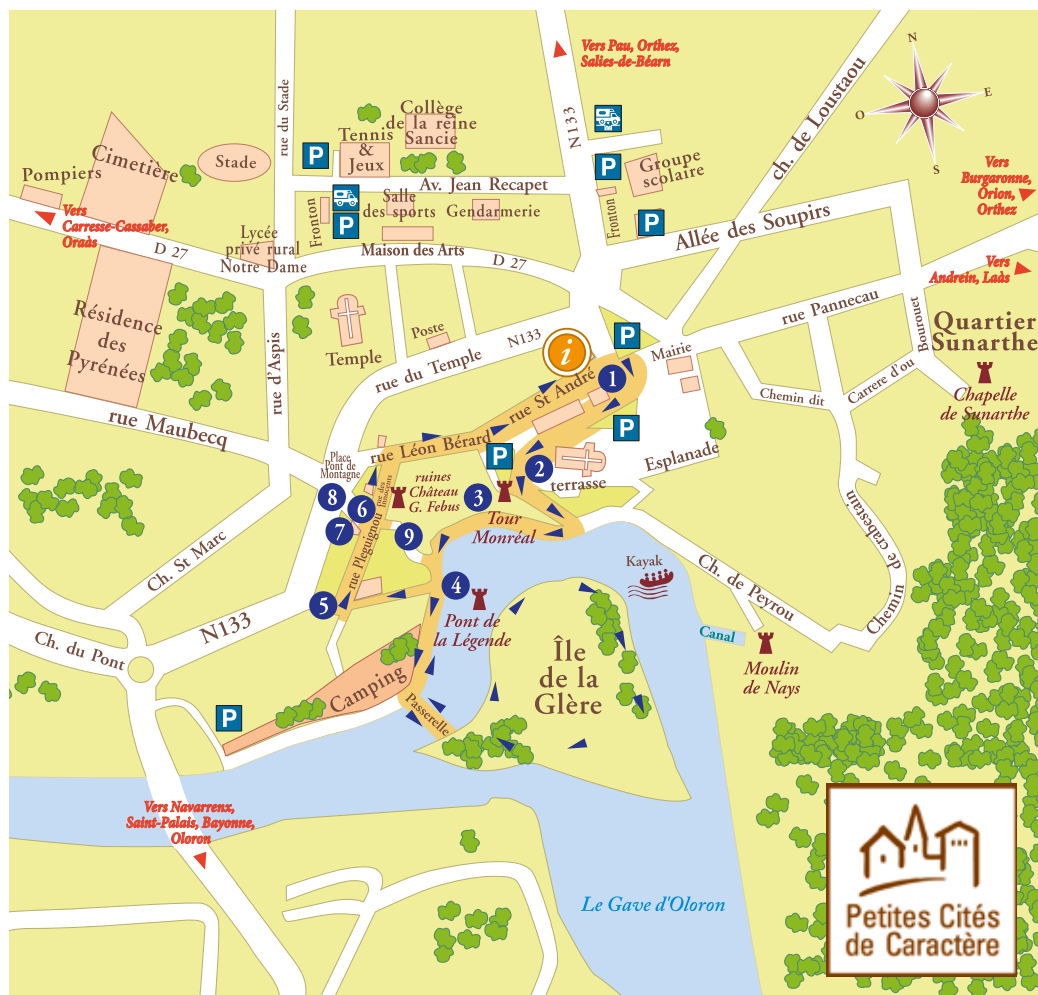 Vers Pau, Orthez,
Salies-de-Béarn
N
E
S
O
rue du Stade
N133
ch. de Loustaou
Collège
de la reine
Sancie
Tennis
&
Jeux
P
P
Groupe
scolaire
Cimetière
Stade
Pompiers
Vers
Burgaronne,
Orion,
Orthez
Av. Jean Recapet
Vers
Carresse-Cassaber,
Oraàs
Fronton
P
Salle
des sports
Gendarmerie
Fronton
P
Allée des Soupirs
Lycée
privé rural
Notre Dame
D 27
Maison des Arts
D 27
Vers
Andrein, Laàs
Résidence
des
Pyrénées
rue Pannecau
Bourouet
Quartier
Sunarthe
Poste
N133
i
P
Mairie
Temple
rue du Temple
rue d'Aspis
1
rue St André
Chemin dit
Carrere d'ou
Chapelle
de Sunarthe
rue Maubecq
rue Léon Bérard
P
Esplanade
Place
Pont de
Montagne
P
2
terrasse
ruines
Château
G. Febus
3
rue des
Innocents
8
6
7
9
Tour
Monréal
rue Pleguignou
Ch. St Marc
Kayak
Ch. de Peyrou
Chemin de crabestain
4
5
Pont de
la Légende
N133
Canal
Moulin
de Nays
Ch. du Pont
Île
de la
Glère
Camping
Passerelle
P
Vers Navarrenx,
Saint-Palais, Bayonne,
Oloron
Le Gave d'Oloron
Petites Cités
de Caractère